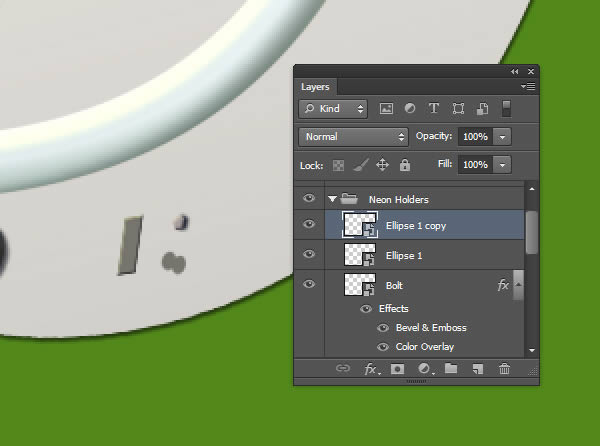 Layers
Kind T
Normal Opacity: 100%
Lock: Fill: 100%
Neon Holders
Ellipse 1 copy
Ellipse 1
Bolt fx
Effects
Bevel & Emboss
Color Overlay
fx